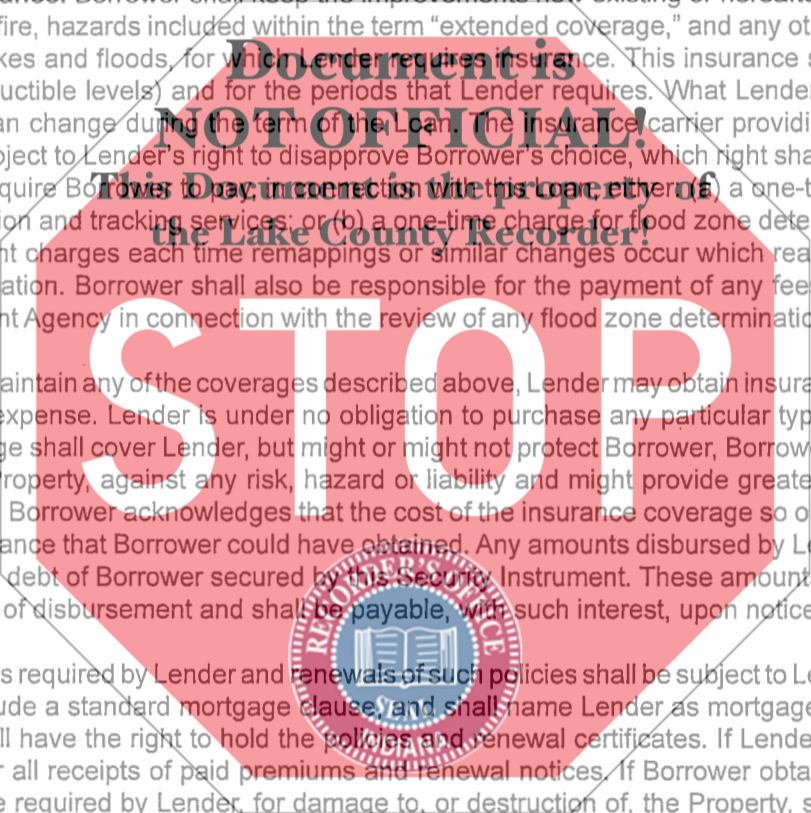 fire, hazards included within the term “extended coverage,” and any ot
kes and floods, for which Lender requires insurance. This insurance
uctible levels) and for the periods that Lender requires. What Lende
an change during the term of the Loan. The insurance carrier providi
ject to Lender's right to disapprove Borrower's choice, which right sha
quire Borrower to pay, in connection with this Loan, either: (a) a one-t
ion and tracking services; or (b) a one-time charge for flood zone dete
nt charges each time remappings or similar changes occur which rea
ation. Borrower shall also be responsible for the payment of any fee
nt Agency in connection with the review of any flood zone determinatio
aintain any of the coverages described above, Lender may obtain insura
expense. Lender is under no obligation to purchase any particular typ
ge shall cover Lender, but might or might not protect Borrower, Borrow
roperty, against any risk, hazard or liability and might provide greate
Borrower acknowledges that the cost of the insurance coverage so o
ance that Borrower could have obtained. Any amounts disbursed by Le
debt of Borrower secured by this Security Instrument. These amount
of disbursement and shall be payable, with such interest, upon notice
s required by Lender and renewals of such policies shall be subject to Le
ude a standard mortgage clause, and shall name Lender as mortgage
ll have the right to hold the policies and renewal certificates. If Lende
r all receipts of paid premiums and renewal notices. If Borrower obta
e required by Lender, for damage to, or destruction of, the Property, s
Document is
NOT OFFICIAL!
This Document is the property of
the Lake County Recorder!
STOP
RECORDER'S OFFICE
SEAL
INDIANA